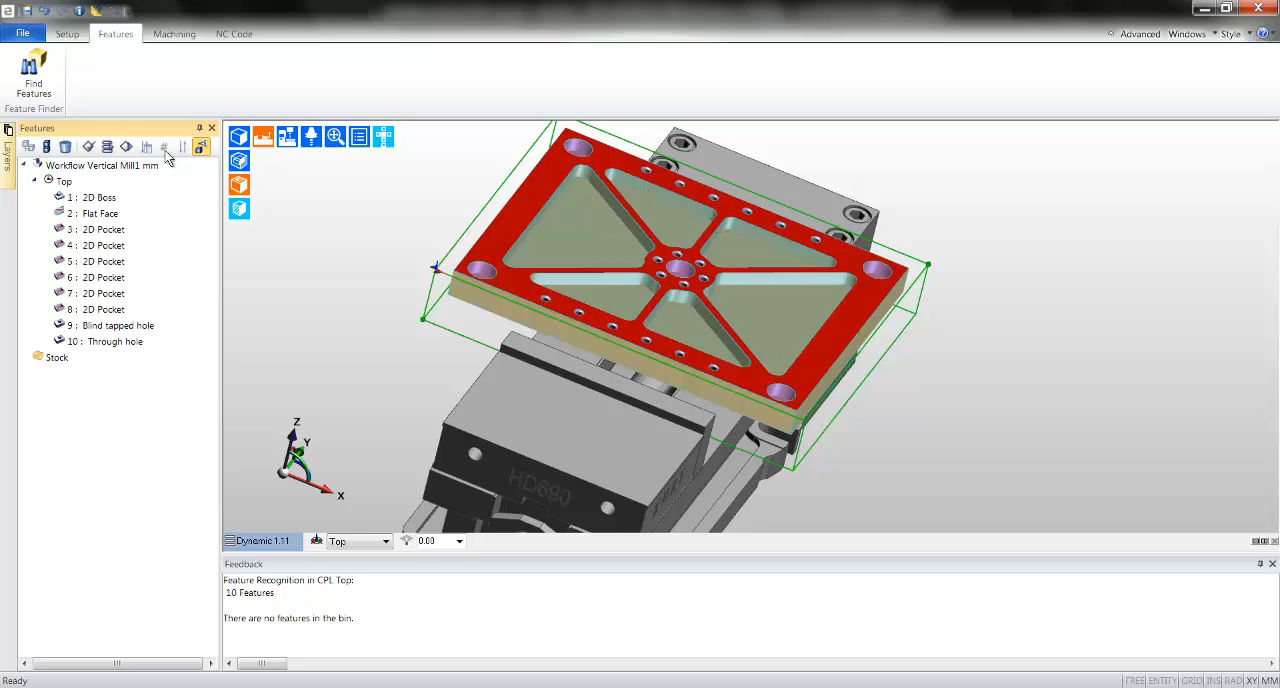 File Setup Features Machining NC Code Advanced Windows Style
Find
Features
Feature Finder
Features
Layers
Workflow Vertical Mill1 mm
Top
1 : 2D Boss
2 : Flat Face
3 : 2D Pocket
4 : 2D Pocket
5 : 2D Pocket
6 : 2D Pocket
7 : 2D Pocket
8 : 2D Pocket
9 : Blind tapped hole
10 : Through hole
Stock
HD690
Z
Y
X
Dynamic 1.11 Top 0.00
Feedback
Feature Recognition in CPL Top:
10 Features
There are no features in the bin.
Ready FREE ENTITY GRID INS RAD XY MM